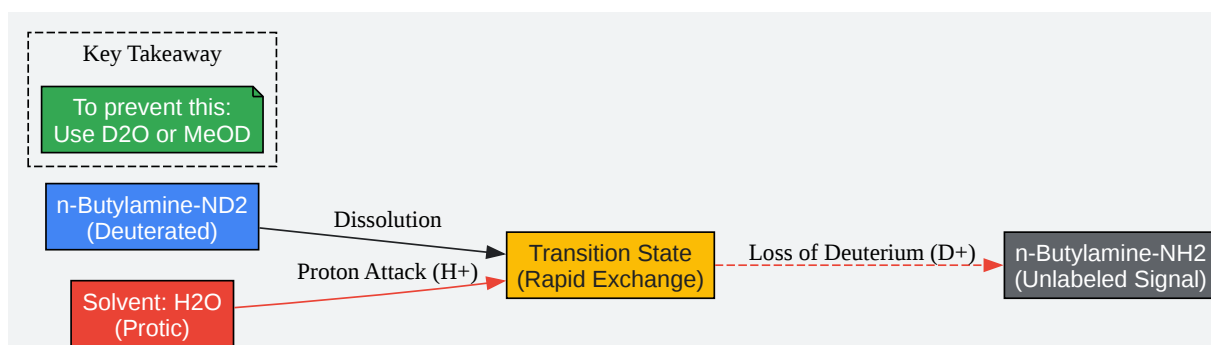 Key Takeaway
To prevent this:
Use D2O or MeOD
n-Butylamine-ND2
(Deuterated)
Dissolution
Proton Attack (H+)
Solvent: H2O
(Protic)
Transition State
(Rapid Exchange)
Loss of Deuterium (D+)
n-Butylamine-NH2
(Unlabeled Signal)